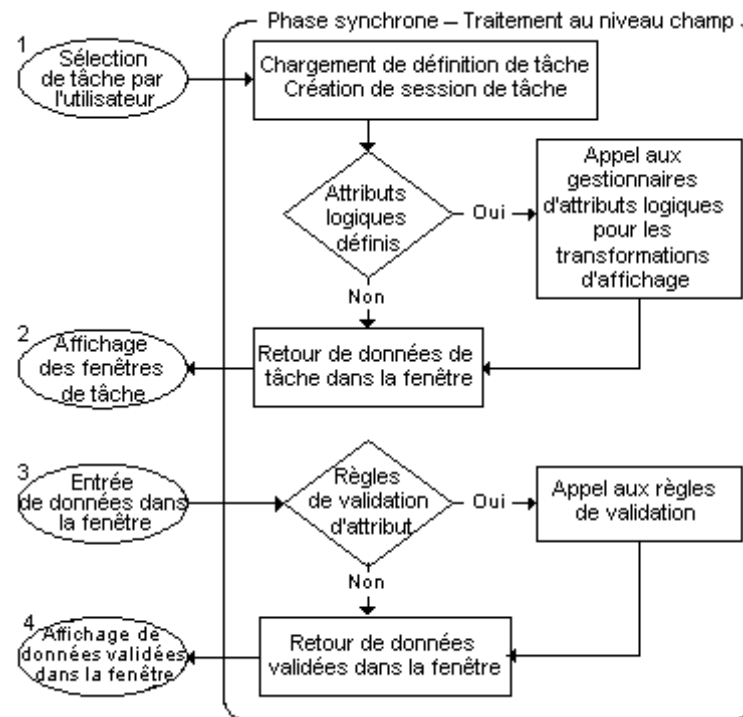 Phase synchrone – Traitement au niveau champ
1
Sélection
de tâche par
l'utilisateur
Chargement de définition de tâche
Création de session de tâche
Attributs
logiques
définis
Oui
Appel aux
gestionnaires
d'attributs logiques
pour les
transformations
d'affichage
Non
2
Affichage
des fenêtres
de tâche
Retour de données de
tâche dans la fenêtre
3
Entrée
de données dans
la fenêtre
Règles
de validation
d'attribut
Oui
Appel aux règles
de validation
Non
4
Affichage de
données validées
dans la fenêtre
Retour de données
validées dans la fenêtre